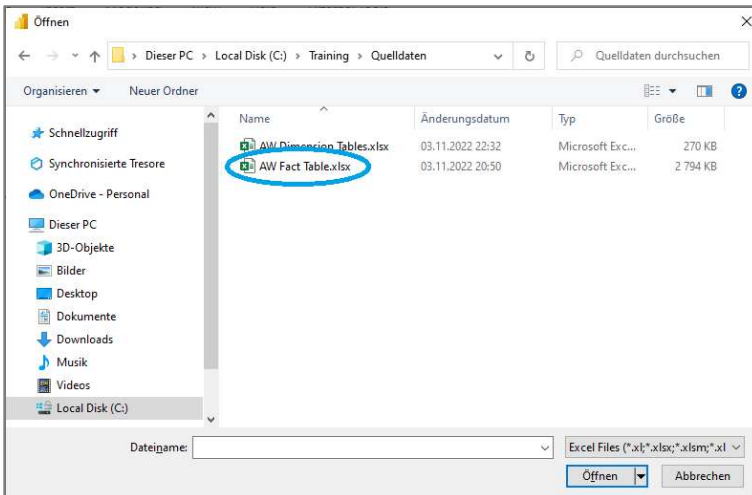 Öffnen
Dieser PC > Local Disk (C:) > Training > Quelldaten
Quelldaten durchsuchen
Organisieren
Neuer Ordner
Schnellzugriff
Synchronisierte Tresore
OneDrive - Personal
Dieser PC
3D-Objekte
Bilder
Desktop
Dokumente
Downloads
Musik
Videos
Local Disk (C:)
Name Änderungsdatum Typ Größe
AW Dimension Tables.xlsx 03.11.2022 22:32 Microsoft Exc... 270 KB
AW Fact Table.xlsx 03.11.2022 20:50 Microsoft Exc... 2 794 KB
Dateiname:
Excel Files (*.xl;*.xlsx;*.xlsm;*.xl
Öffnen
Abbrechen